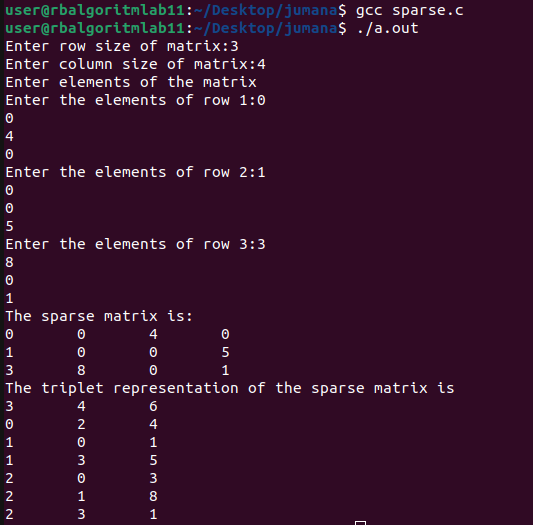 user@rbalgoritmlab11:~/Desktop/jumana$ gcc sparse.c
user@rbalgoritmlab11:~/Desktop/jumana$ ./a.out
Enter row size of matrix:3
Enter column size of matrix:4
Enter elements of the matrix
Enter the elements of row 1:0
0
4
0
Enter the elements of row 2:1
0
0
5
Enter the elements of row 3:3
8
0
1
The sparse matrix is:
0 0 4 0
1 0 0 5
3 8 0 1
The triplet representation of the sparse matrix is
3 4 6
0 2 4
1 0 1
1 3 5
2 0 3
2 1 8
2 3 1